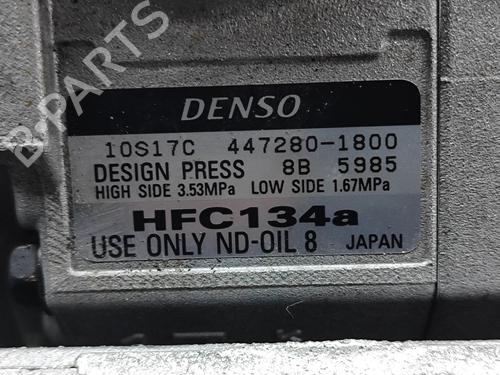 B-PARTS
DENSO
10S17C 447280-1800
DESIGN PRESS 8B 5985
HIGH SIDE 3.53MPa LOW SIDE 1.67MPa
HFC134a
USE ONLY ND-OIL 8 JAPAN